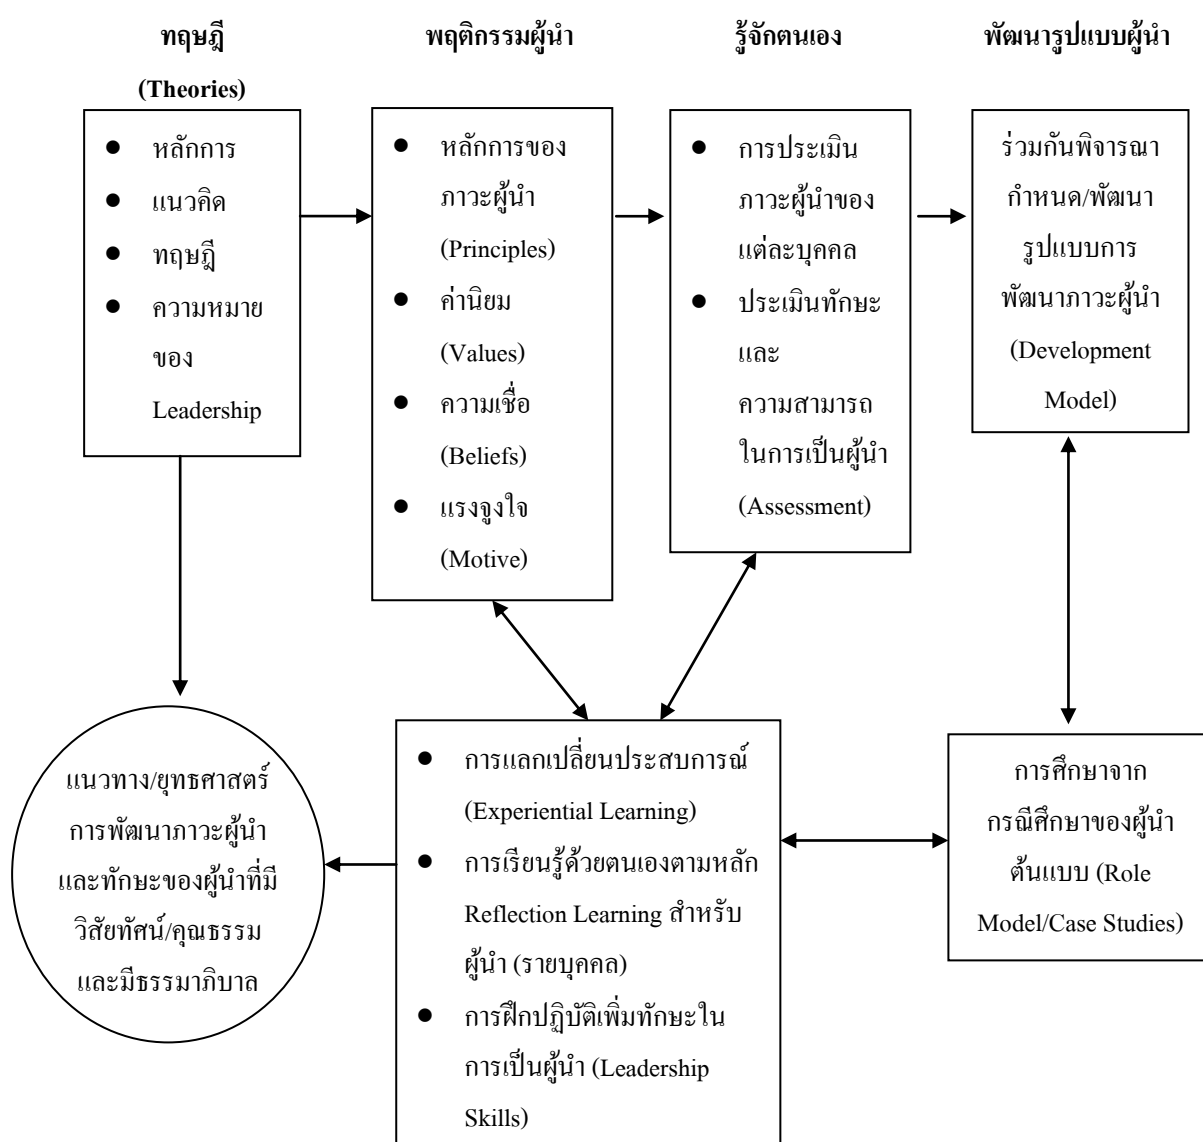 ทฤษฎี
(Theories)
พฤติกรรมผู้นำ
รู้จักตนเอง
พัฒนารูปแบบผู้นำ
● หลักการ
● แนวคิด
● ทฤษฎี
● ความหมาย
ของ
Leadership
● หลักการของ
ภาวะผู้นำ
(Principles)
● ค่านิยม
(Values)
● ความเชื่อ
(Beliefs)
● แรงจูงใจ
(Motive)
● การประเมิน
ภาวะผู้นำของ
แต่ละบุคคล
● ประเมินทักษะ
และ
ความสามารถ
ในการเป็นผู้นำ
(Assessment)
ร่วมกันพิจารณา
กำหนด/พัฒนา
รูปแบบการ
พัฒนาภาวะผู้นำ
(Development
Model)
แนวทาง/ยุทธศาสตร์
การพัฒนาภาวะผู้นำ
และทักษะของผู้นำที่มี
วิสัยทัศน์/คุณธรรม
และมีธรรมาภิบาล
● การแลกเปลี่ยนประสบการณ์
(Experiential Learning)
● การเรียนรู้ด้วยตนเองตามหลัก
Reflection Learning สำหรับ
ผู้นำ (รายบุคคล)
● การฝึกปฏิบัติเพิ่มทักษะใน
การเป็นผู้นำ (Leadership
Skills)
การศึกษาจาก
กรณีศึกษาของผู้นำ
ต้นแบบ (Role
Model/Case Studies)